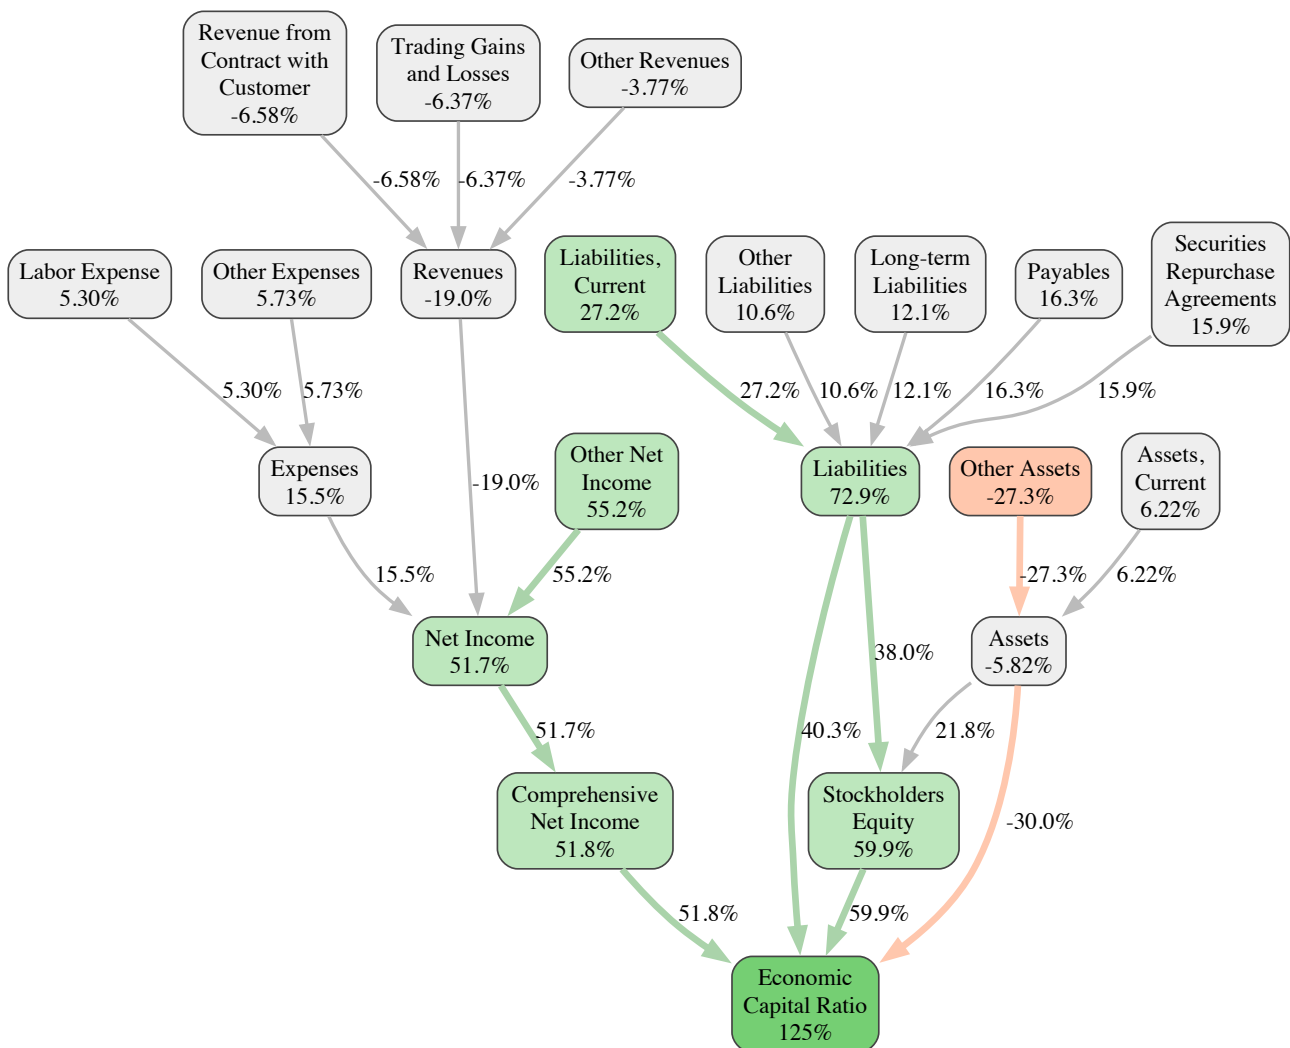 Revenue from
Contract with
Customer
-6.58%
Trading Gains
and Losses
-6.37%
Other Revenues
-3.77%
-6.58%
-6.37%
-3.77%
Labor Expense
5.30%
Other Expenses
5.73%
Revenues
-19.0%
Liabilities,
Current
27.2%
Other
Liabilities
10.6%
Long-term
Liabilities
12.1%
Payables
16.3%
Securities
Repurchase
Agreements
15.9%
5.30%
5.73%
27.2%
10.6%
12.1%
16.3%
15.9%
Expenses
15.5%
-19.0%
Other Net
Income
55.2%
Liabilities
72.9%
Other Assets
-27.3%
Assets,
Current
6.22%
15.5%
55.2%
-27.3%
6.22%
Net Income
51.7%
38.0%
Assets
-5.82%
51.7%
40.3%
21.8%
Comprehensive
Net Income
51.8%
Stockholders
Equity
59.9%
-30.0%
51.8%
59.9%
Economic
Capital Ratio
125%